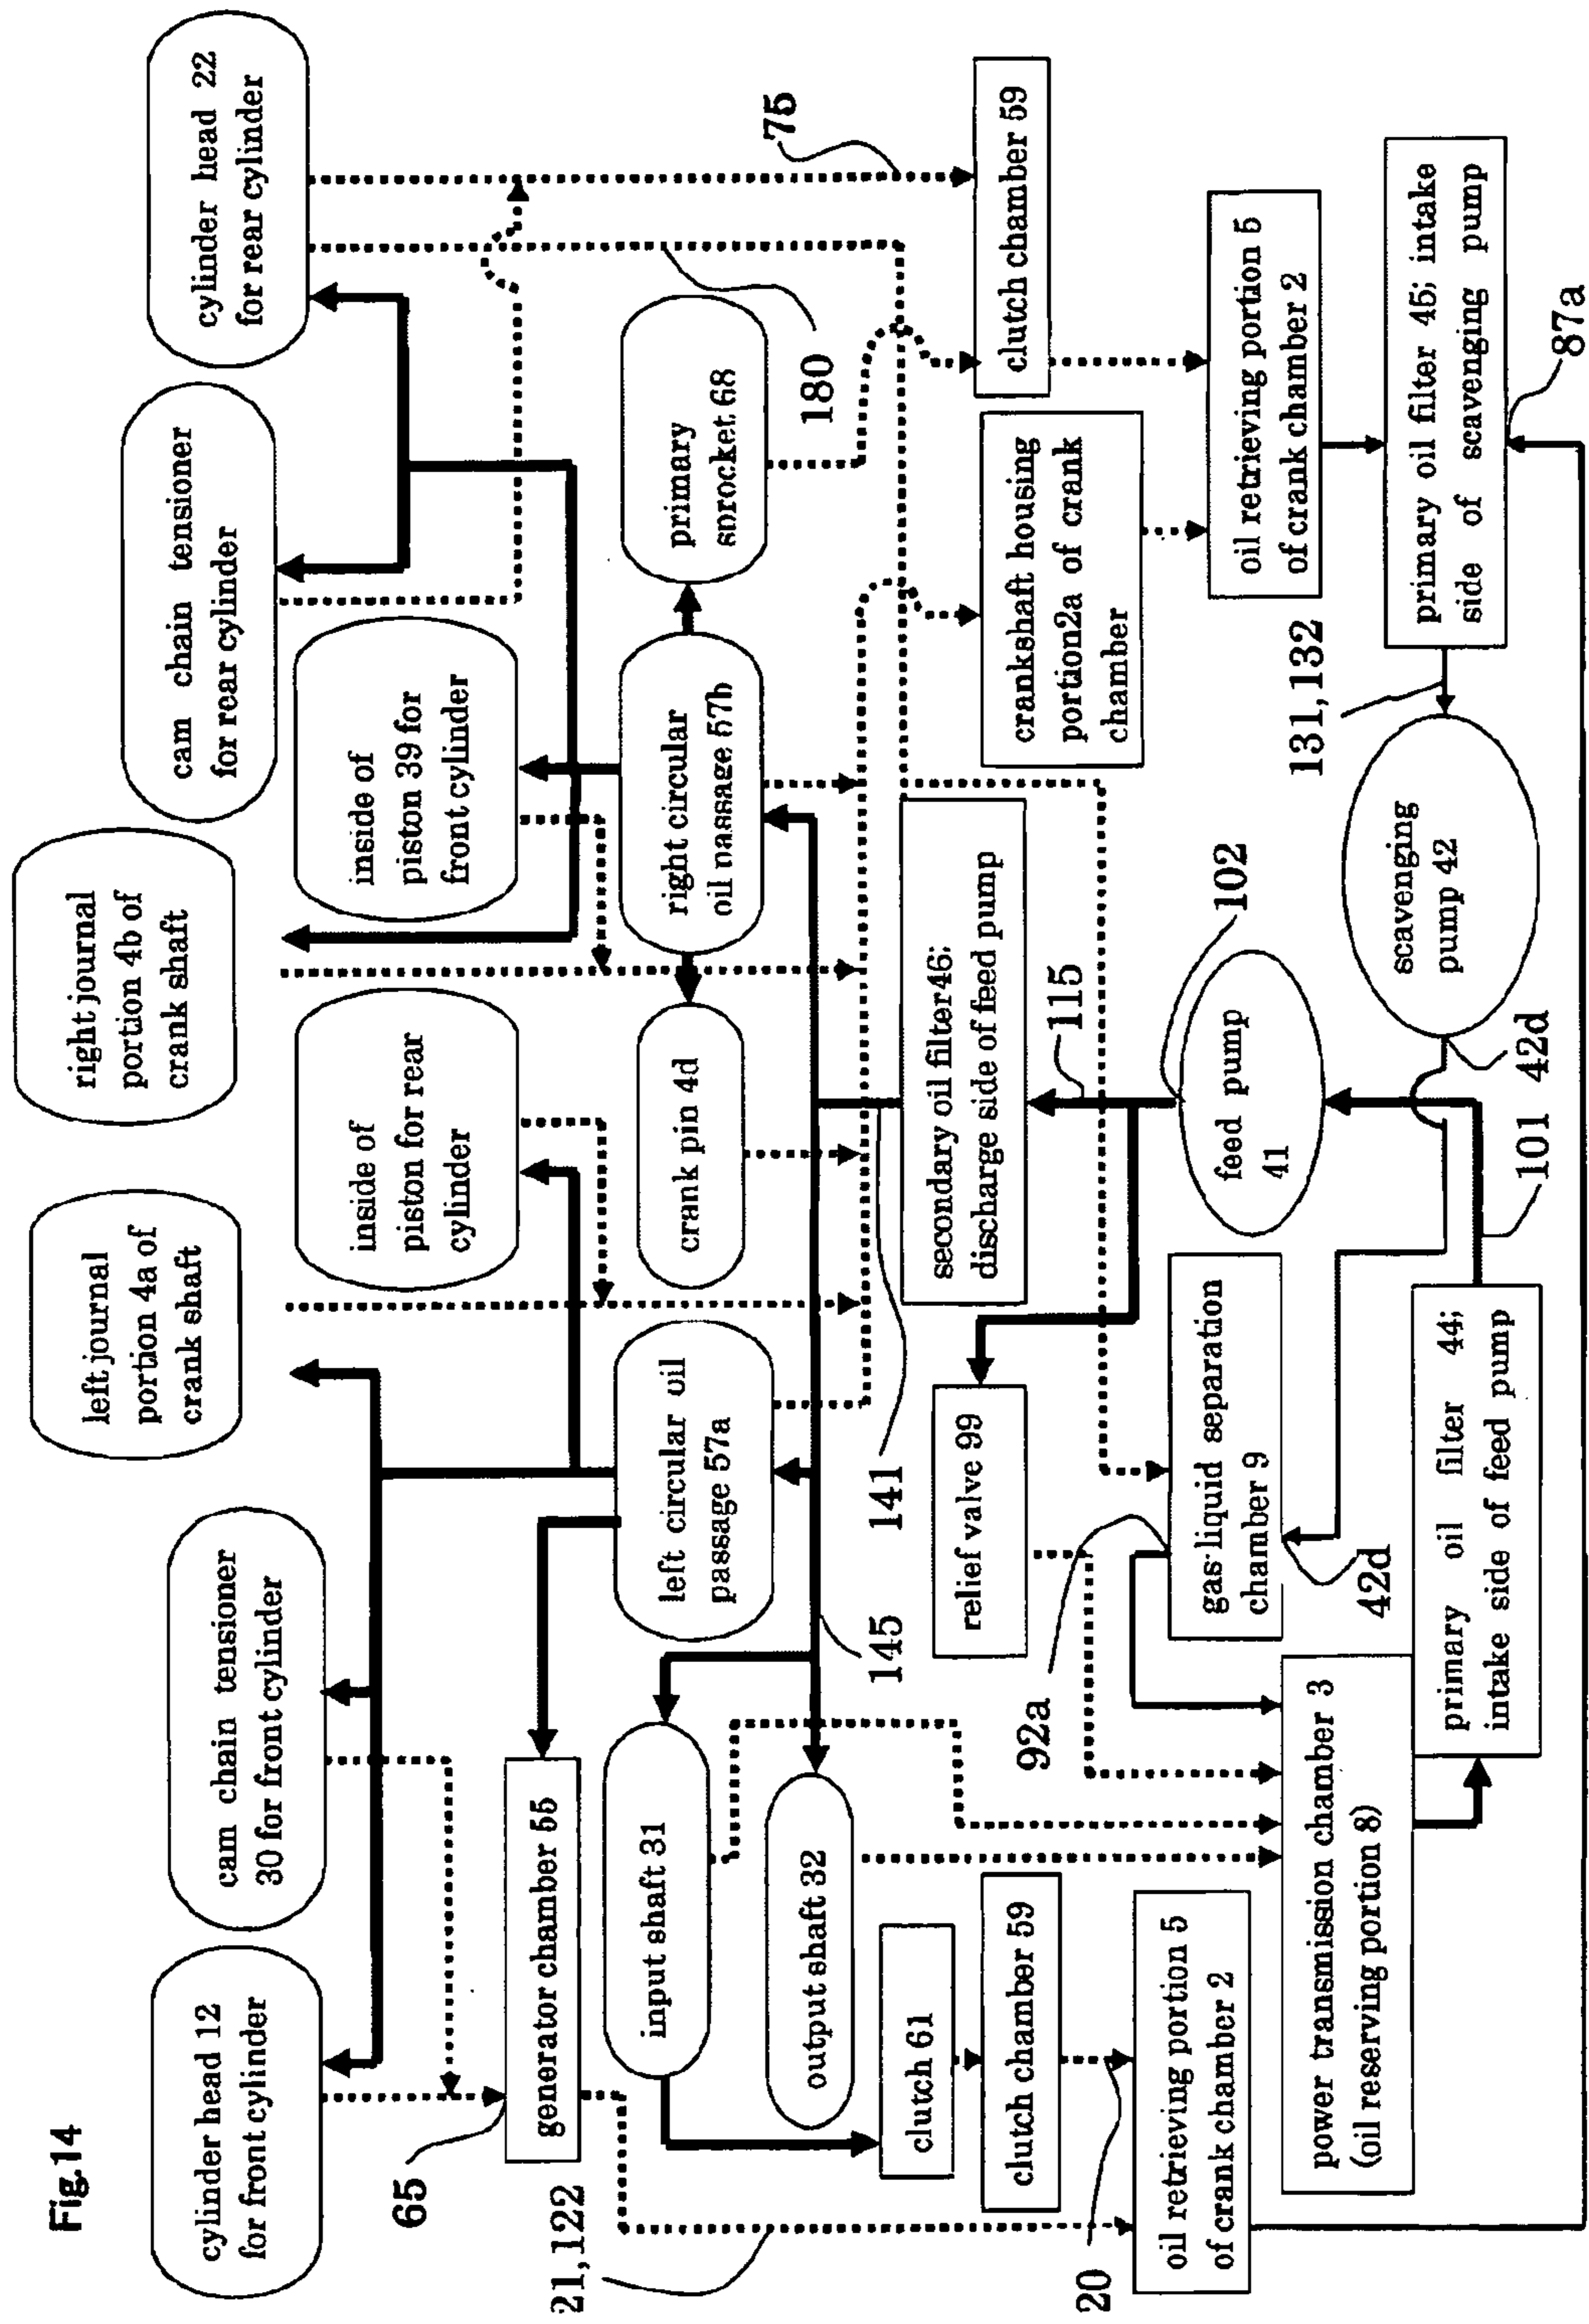 Fig.14
cylinder head 12
for front cylinder
cam chain tensioner
30 for front cylinder
left journal
portion 4a of
crank shaft
right journal
portion 4b of
crank shaft
cam chain tensioner
for rear cylinder
cylinder head 22
for rear cylinder
inside of
piston for rear
cylinder
inside of
piston 39 for
front cylinder
65
generator chamber 55
left circular oil
passage 57a
crank pin 4d
right circular
oil passage 57b
primary
sprocket 68
75
180
21,122
input shaft 31
output shaft 32
145
141
clutch 61
relief valve 99
secondary oil filter46;
discharge side of feed pump
crankshaft housing
portion2a of crank
chamber
clutch chamber 59
clutch chamber 59
92a
115
102
20
oil retrieving portion 5
of crank chamber 2
gas-liquid separation
chamber 9
42d
feed pump
41
131,132
oil retrieving portion 5
of crank chamber 2
power transmission chamber 3
(oil reserving portion 8)
primary oil filter 44;
intake side of feed pump
101
42d
scavenging
pump 42
primary oil filter 45; intake
side of scavenging pump
87a